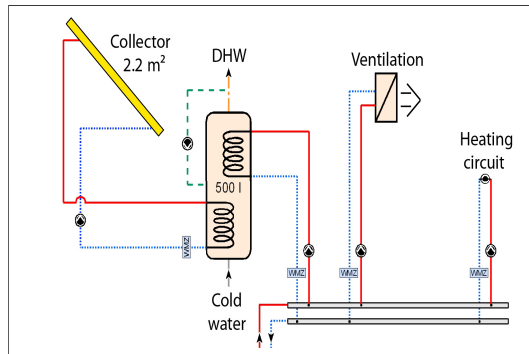 Collector
2.2 m²
DHW
Ventilation
Heating
circuit
500 l
WMZ
WMZ
WMZ
WMZ
Cold
water